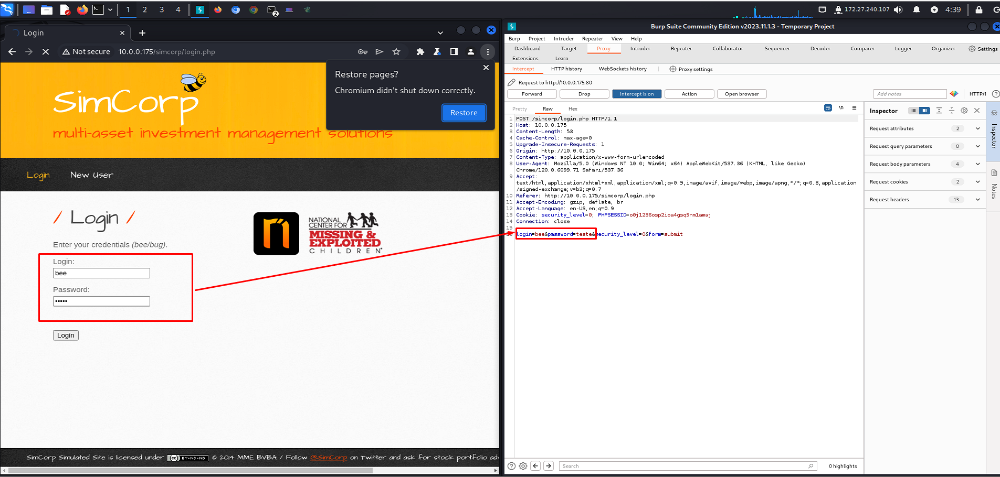 1 2 3 4
2
172.27.240.107
4:39
Login
Not secure
10.0.0.175/simcorp/login.php
Restore pages?
Chromium didn't shut down correctly.
Restore
SimCorp
multi-asset investment management solutions
Login New User
/ Login /
Enter your credentials (bee/bug).
Login:
bee
Password:
•••••
Login
NATIONAL
CENTER FOR
MISSING &
EXPLOITED
CHILDREN
SimCorp Simulated Site is licensed under (cc) BY-NC-ND © 2014 MME BVBA / Follow @SimCorp on Twitter and ask for stock portfolio adv
Burp Suite Community Edition v2023.11.1.3 - Temporary Project
Burp Project Intruder Repeater View Help
Dashboard Target Proxy Intruder Repeater Collaborator Sequencer Decoder Comparer Logger Organizer Settings
Extensions Learn
Intercept HTTP history WebSockets history Proxy settings
Request to http://10.0.0.175:80
Forward Drop Intercept is on Action Open browser Add notes HTTP/1
Pretty Raw Hex \n
1 POST /simcorp/login.php HTTP/1.1
2 Host: 10.0.0.175
3 Content-Length: 53
4 Cache-Control: max-age=0
5 Upgrade-Insecure-Requests: 1
6 Origin: http://10.0.0.175
7 Content-Type: application/x-www-form-urlencoded
8 User-Agent: Mozilla/5.0 (Windows NT 10.0; Win64; x64) AppleWebKit/537.36 (KHTML, like Gecko)
Chrome/120.0.6099.71 Safari/537.36
9 Accept:
text/html,application/xhtml+xml,application/xml;q=0.9,image/avif,image/webp,image/apng,*/*;q=0.8,application
/signed-exchange;v=b3;q=0.7
10 Referer: http://10.0.0.175/simcorp/login.php
11 Accept-Encoding: gzip, deflate, br
12 Accept-Language: en-US,en;q=0.9
13 Cookie: security_level=0; PHPSESSID=o0j1236osp2ioa4gsq9nmlamaj
14 Connection: close
15
16 login=bee&password=teste&security_level=0&form=submit
Search
0 highlights
Inspector
Request attributes 2
Request query parameters 0
Request body parameters 4
Request cookies 2
Request headers 13
Inspector
Notes